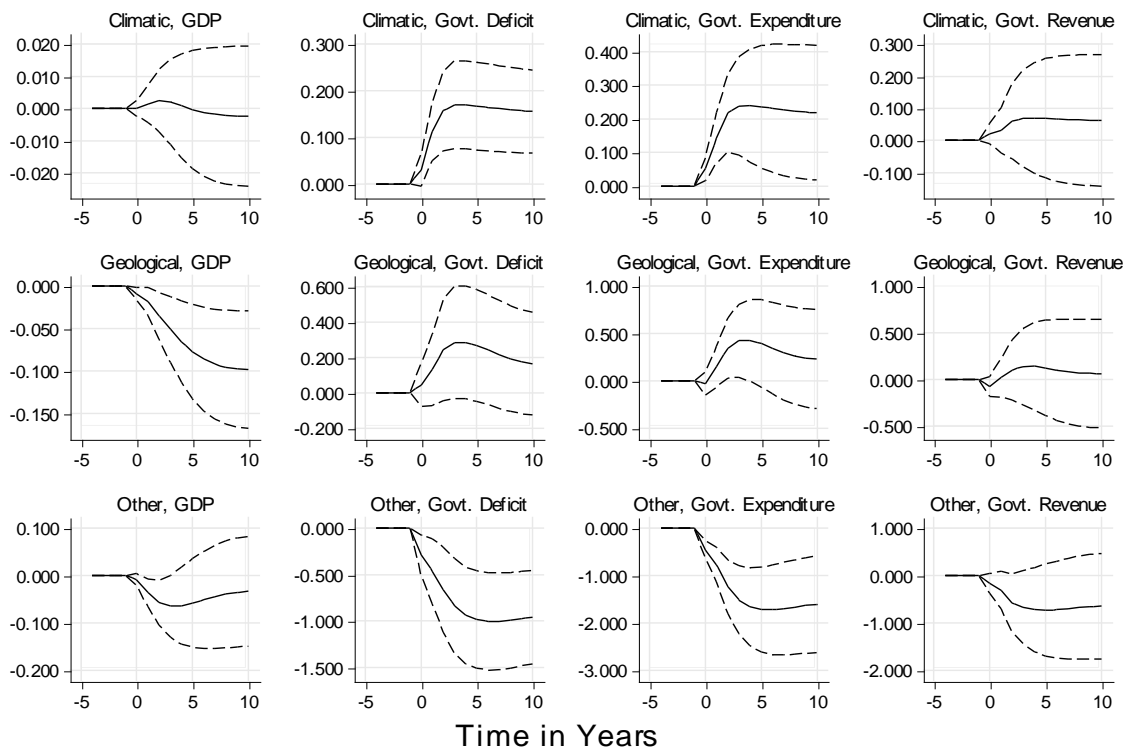 Climatic, GDP
0.020
0.010
0.000
-0.010
-0.020
-5 0 5 10
Climatic, Govt. Deficit
0.300
0.200
0.100
0.000
-5 0 5 10
Climatic, Govt. Expenditure
0.400
0.300
0.200
0.100
0.000
-5 0 5 10
Climatic, Govt. Revenue
0.300
0.200
0.100
0.000
-0.100
-5 0 5 10
Geological, GDP
0.000
-0.050
-0.100
-0.150
-5 0 5 10
Geological, Govt. Deficit
0.600
0.400
0.200
0.000
-0.200
-5 0 5 10
Geological, Govt. Expenditure
1.000
0.500
0.000
-0.500
-5 0 5 10
Geological, Govt. Revenue
1.000
0.500
0.000
-0.500
-5 0 5 10
Other, GDP
0.100
0.000
-0.100
-0.200
-5 0 5 10
Other, Govt. Deficit
0.000
-0.500
-1.000
-1.500
-5 0 5 10
Other, Govt. Expenditure
0.000
-1.000
-2.000
-3.000
-5 0 5 10
Other, Govt. Revenue
1.000
0.000
-1.000
-2.000
-5 0 5 10
Time in Years